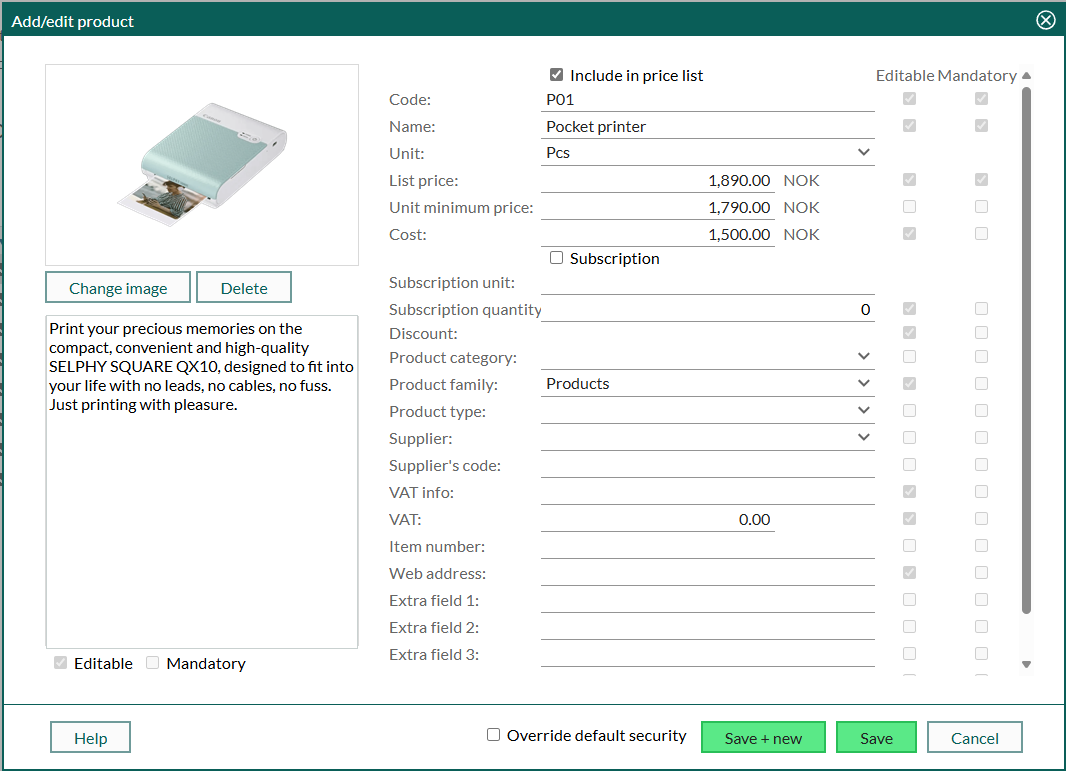 Add/edit product
Include in price list
Editable Mandatory
Code: P01
Name: Pocket printer
Unit: Pcs
List price: 1,890.00 NOK
Unit minimum price: 1,790.00 NOK
Cost: 1,500.00 NOK
Subscription
Subscription unit:
Subscription quantity 0
Discount:
Product category:
Product family: Products
Product type:
Supplier:
Supplier's code:
VAT info:
VAT: 0.00
Item number:
Web address:
Extra field 1:
Extra field 2:
Extra field 3:
Change image Delete
Print your precious memories on the
compact, convenient and high-quality
SELPHY SQUARE QX10, designed to fit into
your life with no leads, no cables, no fuss.
Just printing with pleasure.
Editable Mandatory
Help
Override default security
Save + new
Save
Cancel